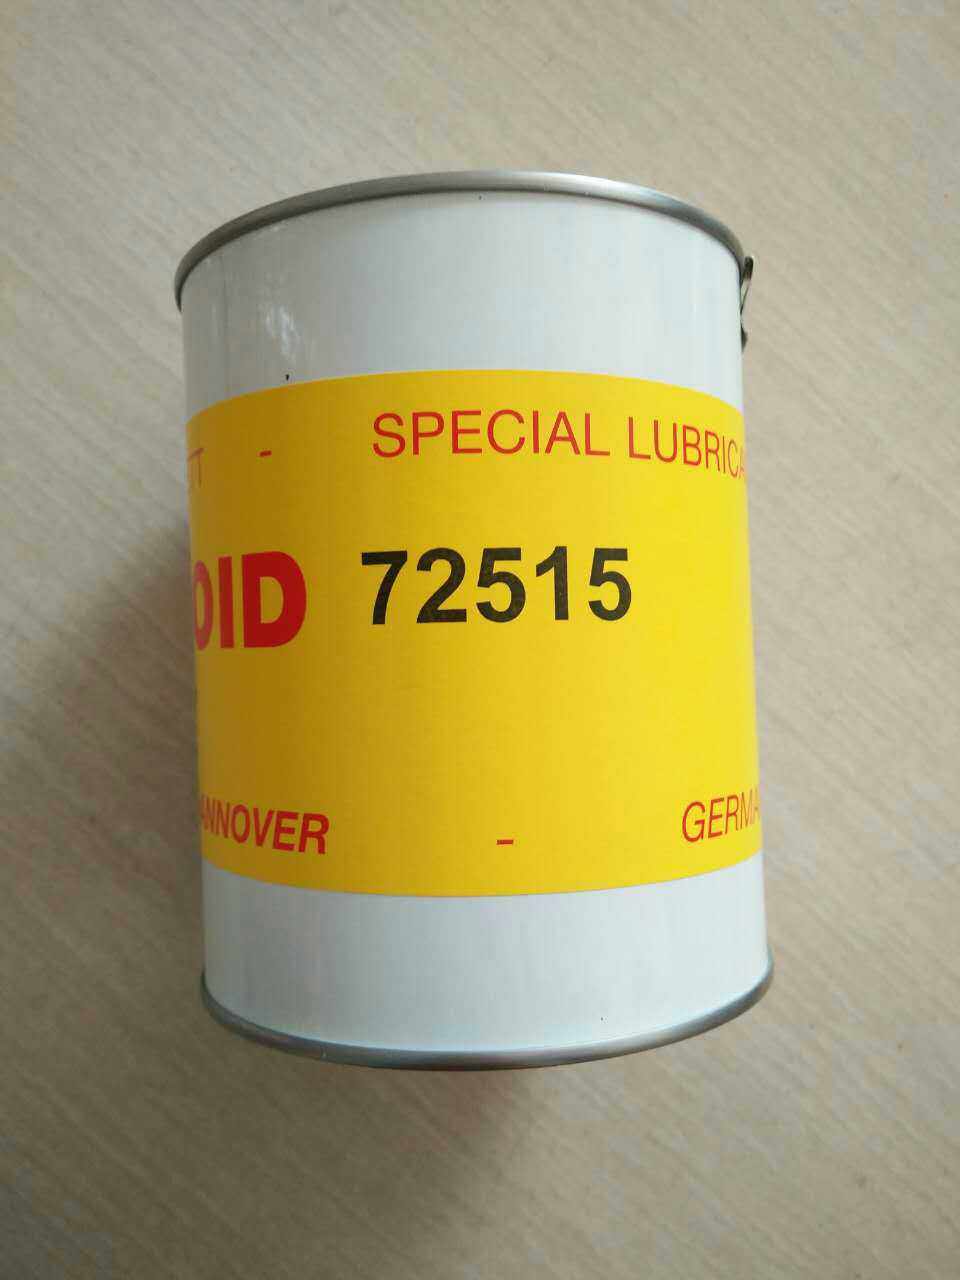 - SPECIAL LUBRICA
OID 72515
ANNOVER - GERMA